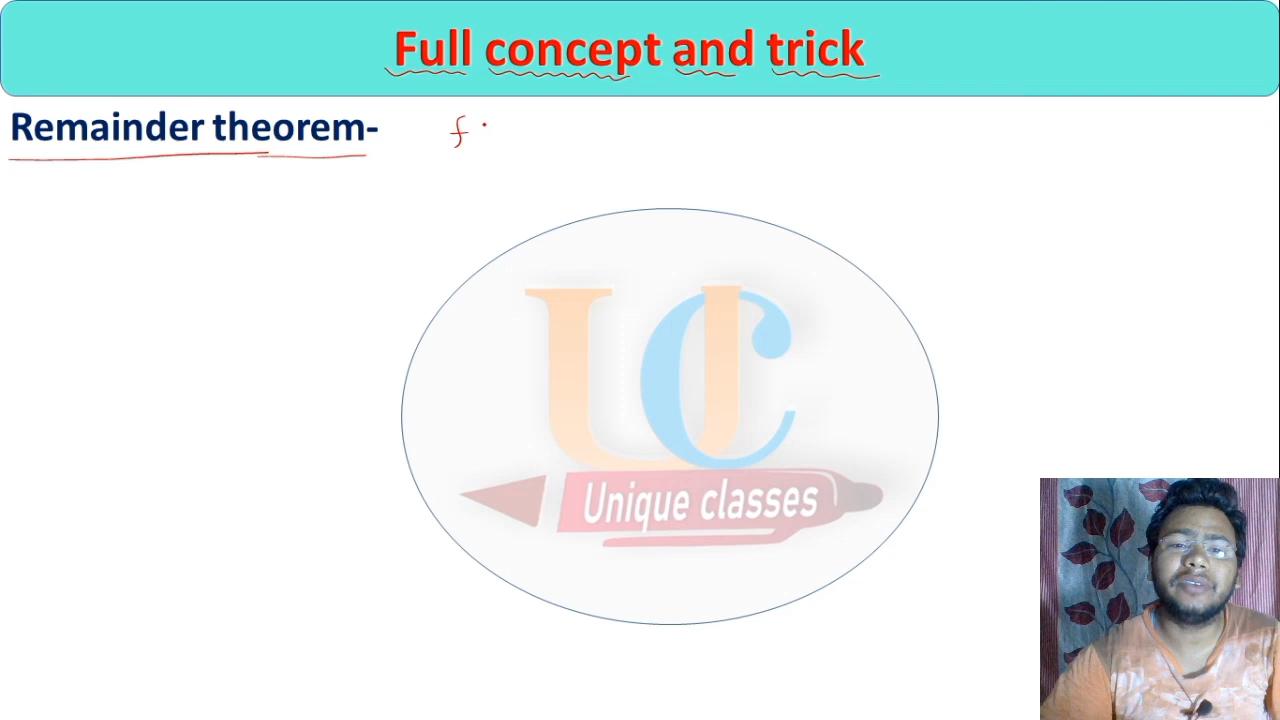 Full concept and trick
Remainder theorem- f
Unique classes